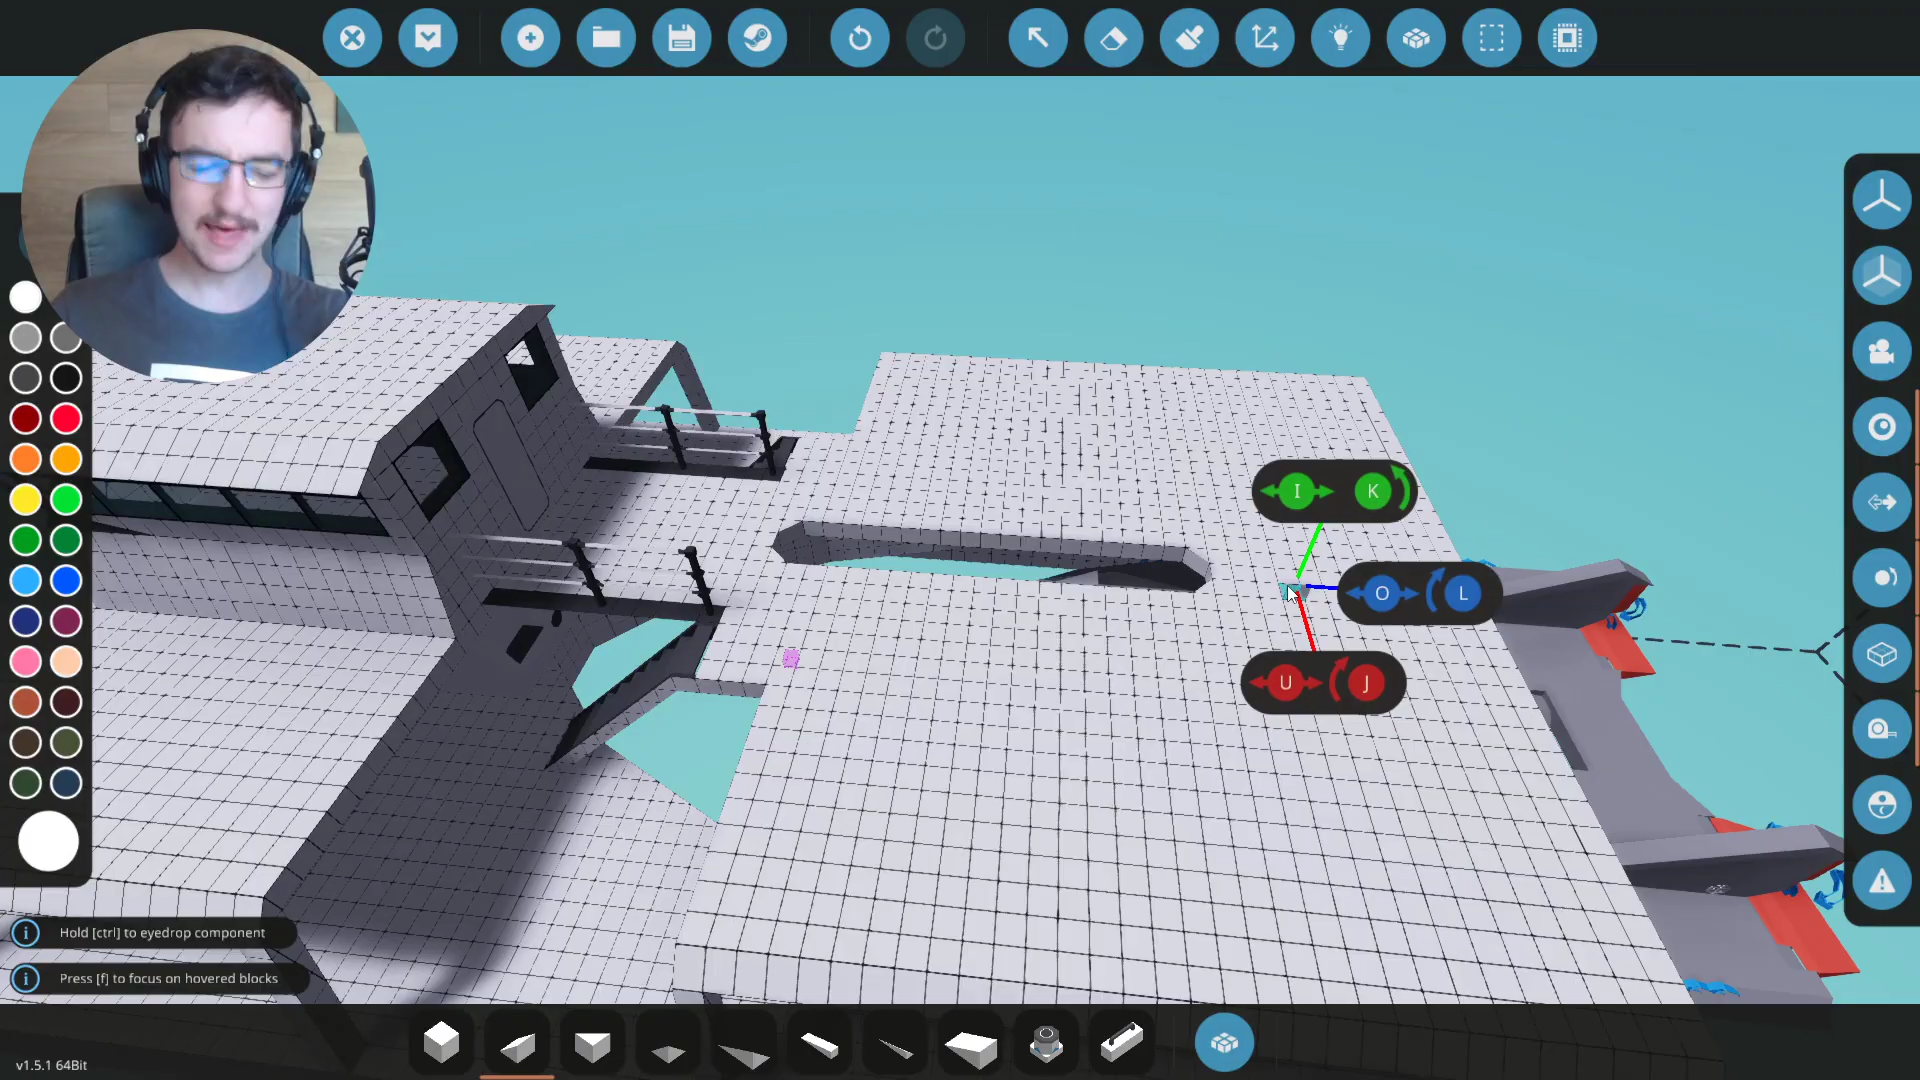 I K
O L
U J
Hold [ctrl] to eyedrop component
Press [f] to focus on hovered blocks
v1.5.1 64Bit